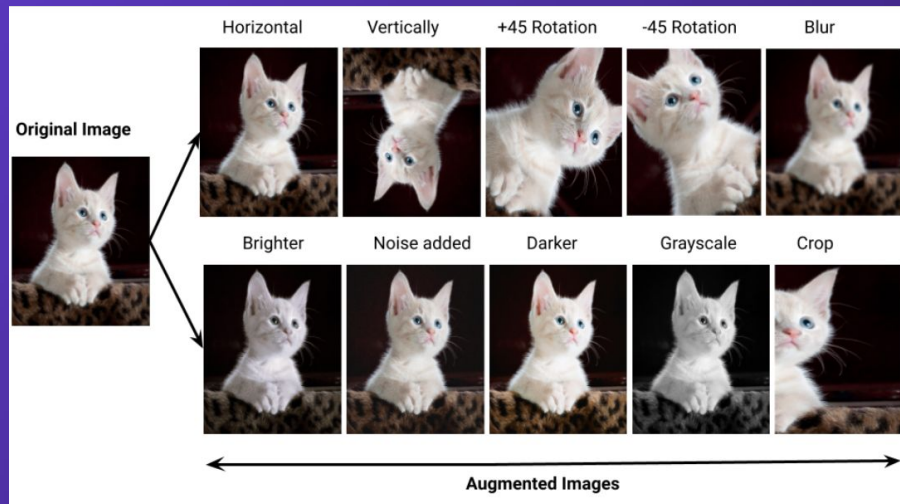 Horizontal
Vertically
+45 Rotation
-45 Rotation
Blur
Original Image
Brighter
Noise added
Darker
Grayscale
Crop
Augmented Images